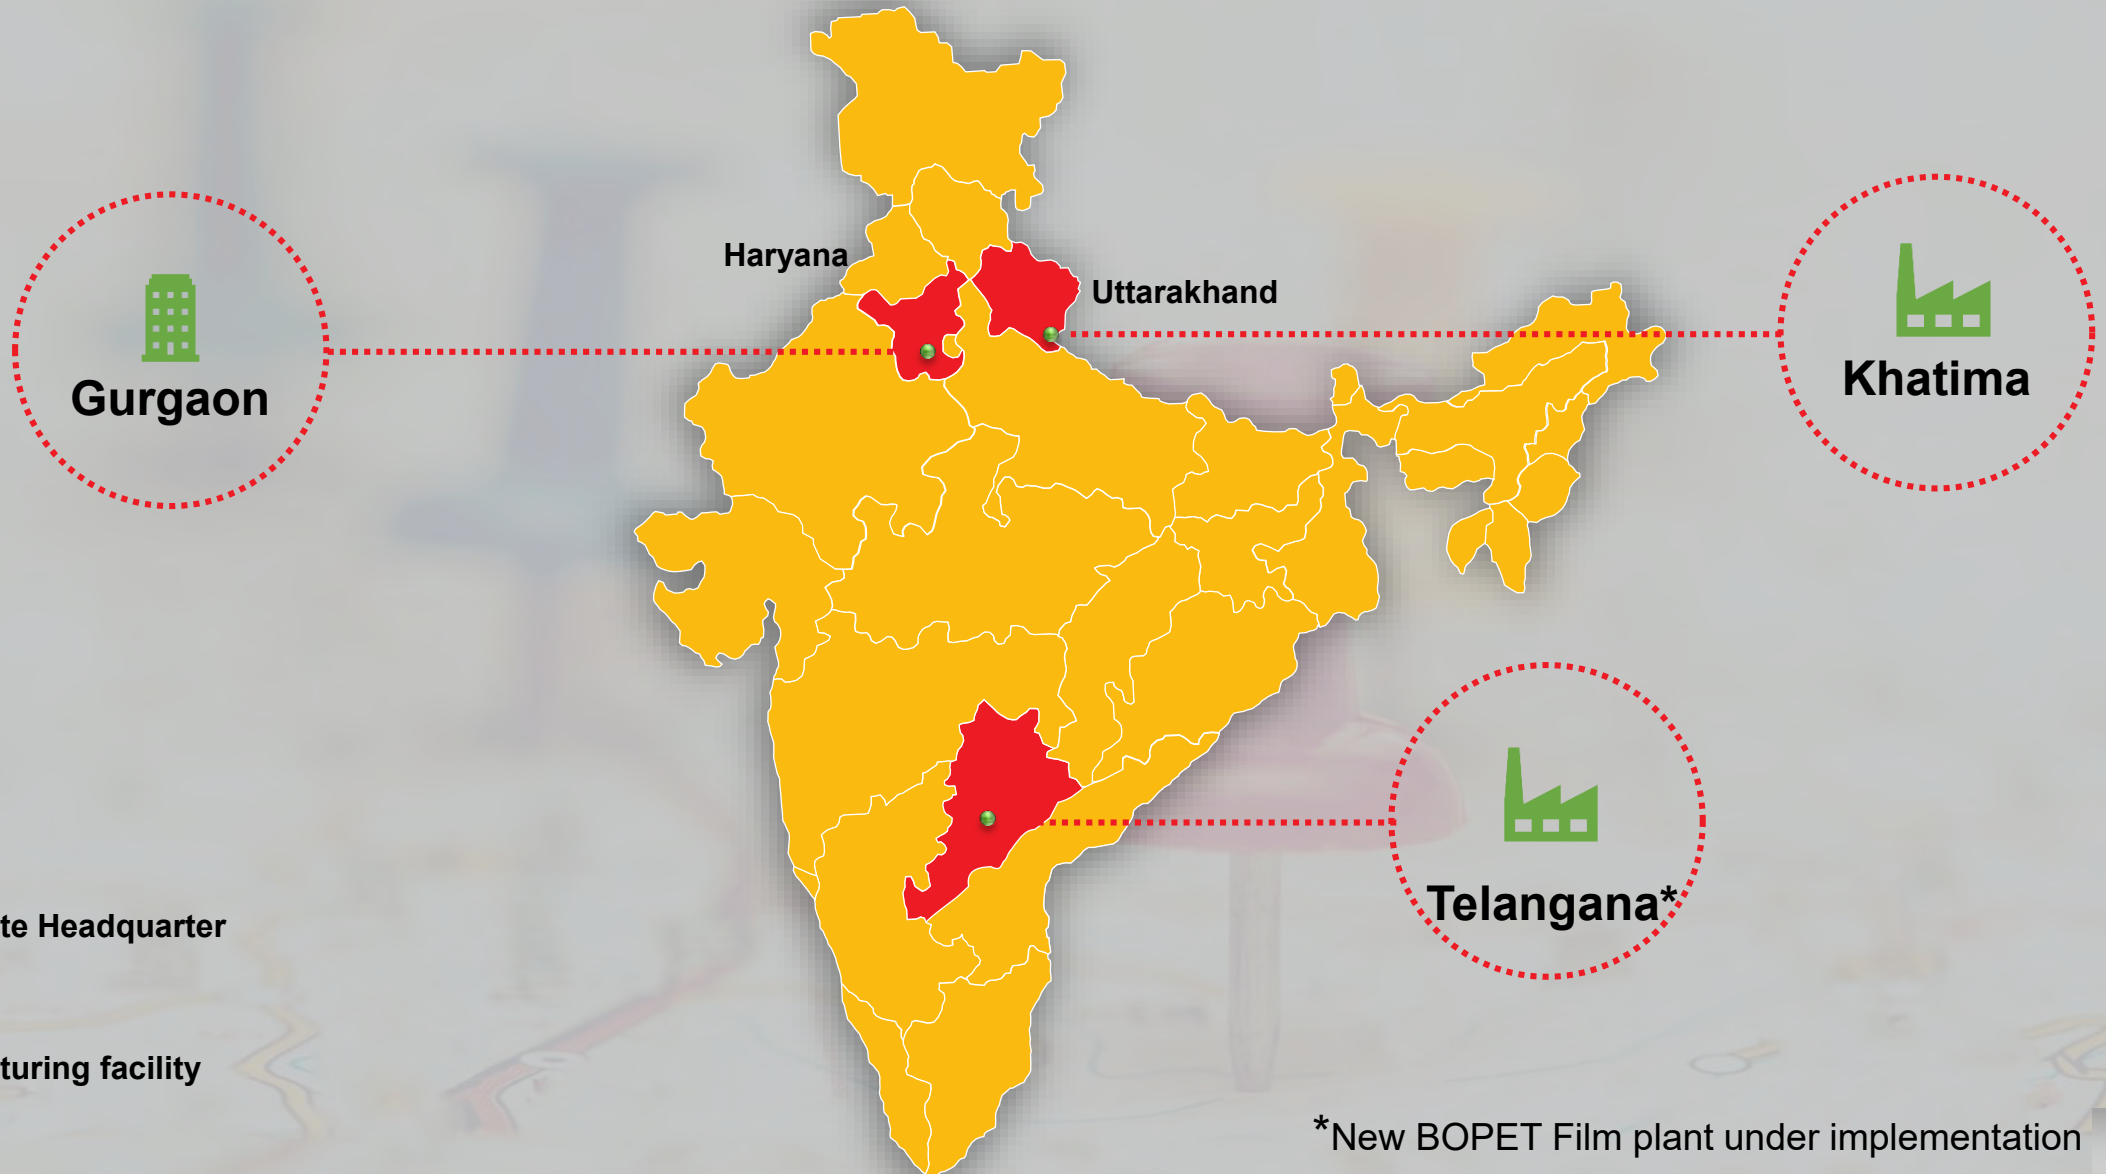 Haryana
Uttarakhand
Gurgaon
Khatima
Telangana*
te Headquarter
turing facility
*New BOPET Film plant under implementation